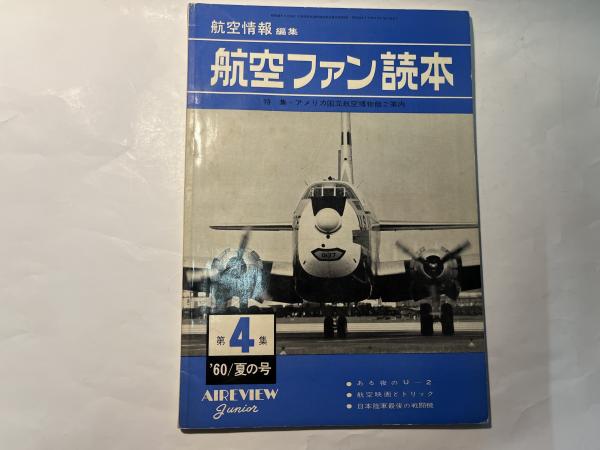 航空情報 編集
航空ファン読本
特 集・アメリカ国立航空博物館ご案内
0177
第 4 集
'60/夏の号
AIREVIEW
Junior
● ある夜のU-2
● 航空映画とトリック
● 日本陸軍最後の戦闘機